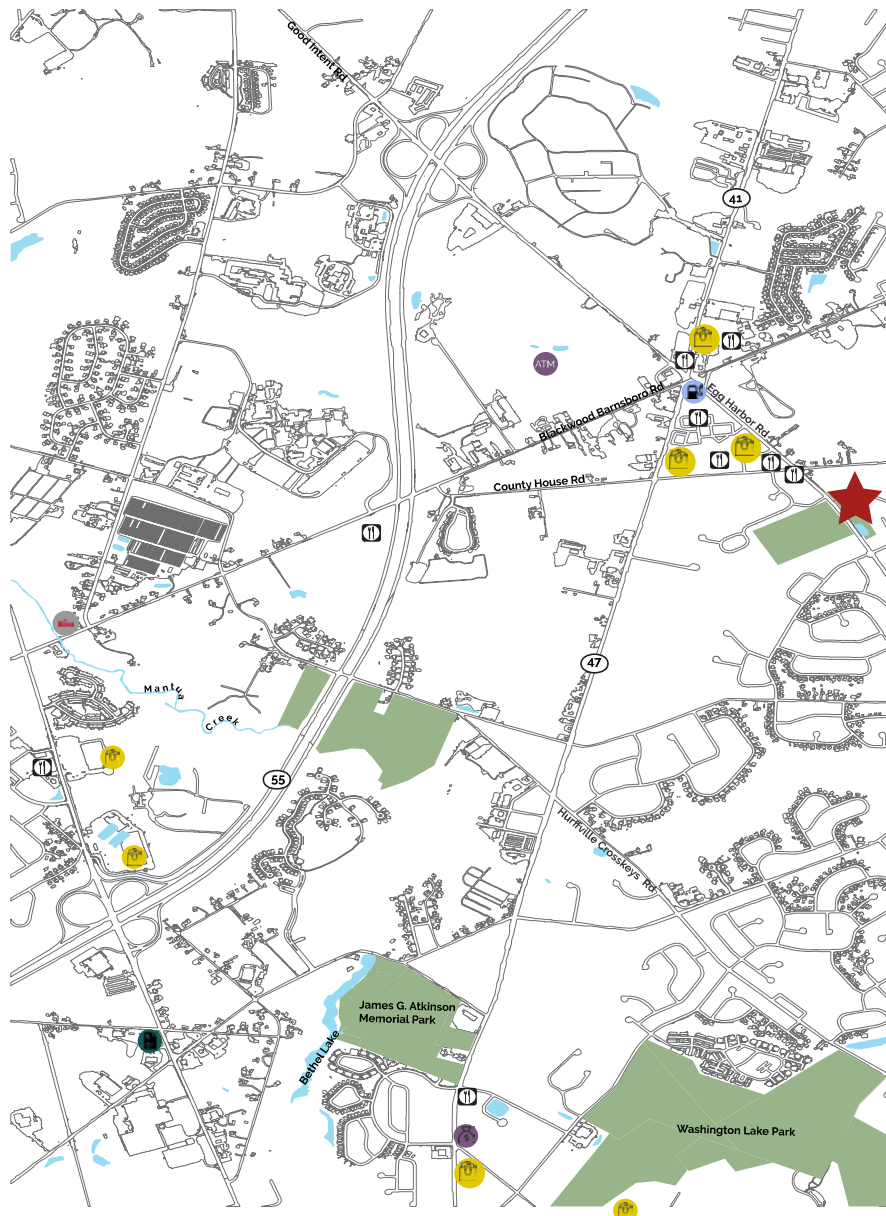 Good Intent Rd
41
ATM
Blackwood Barnsboro Rd
Egg Harbor Rd
County House Rd
47
Mantua
Creek
55
Hurffville Crosskeys Rd
James G. Atkinson
Memorial Park
Bethel Lake
Washington Lake Park